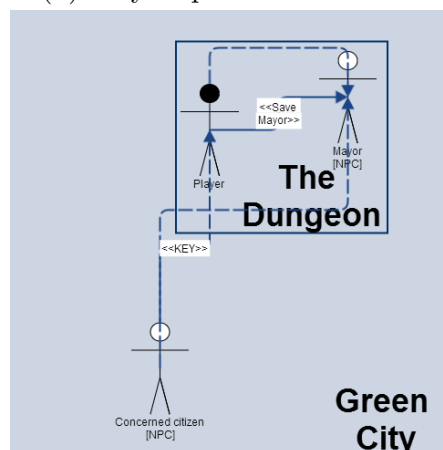 <<Save
Mayor>>
Player
Mayor
[NPC]
The
Dungeon
<<KEY>>
Concerned citizen
[NPC]
Green
City